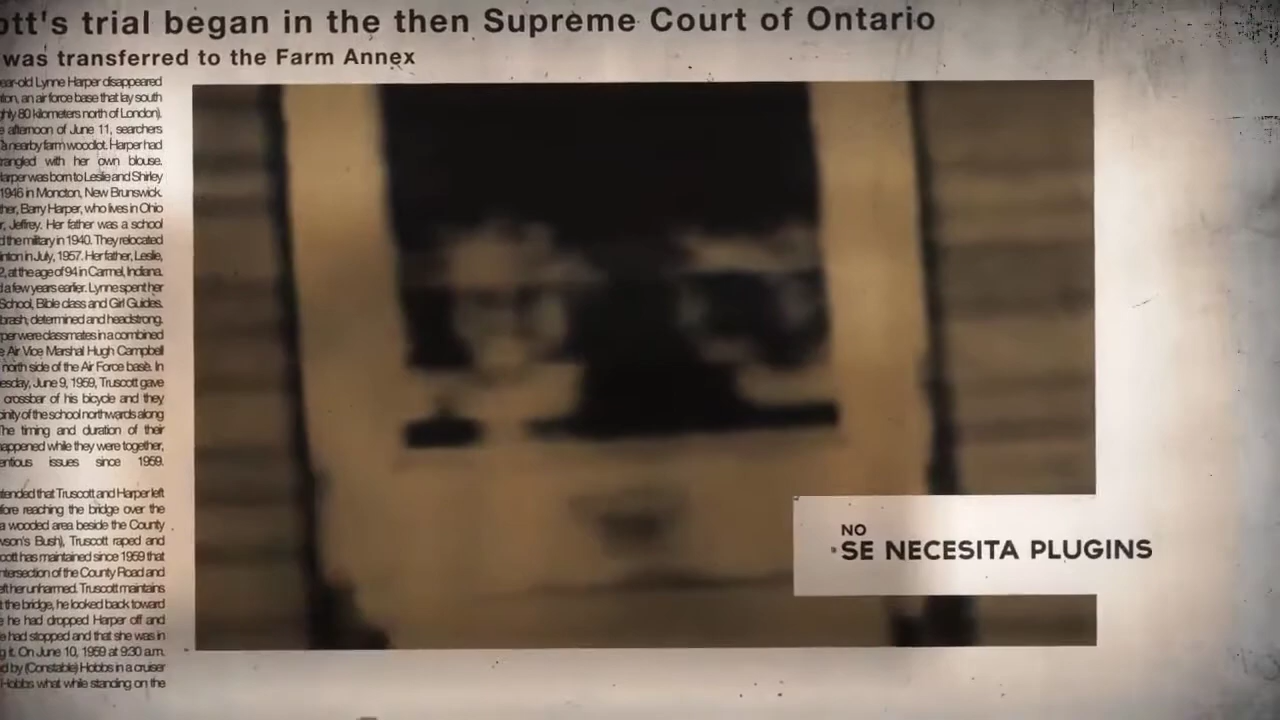 ott's trial began in the then Supreme Court of Ontario
was transferred to the Farm Annex
ear-old Lynne Harper disappeared
nton, an air force base that lay south
ghly 80 kilometers north of London).
e afternoon of June 11, searchers
a nearby farm woodlot. Harper had
rangled with her own blouse.
Harper was born to Leslie and Shirley
1946 in Moncton, New Brunswick.
ther, Barry Harper, who lives in Ohio
r, Jeffrey. Her father was a school
d the military in 1940. They relocated
linton in July, 1957. Her father, Leslie,
2, at the age of 94 in Carmel, Indiana.
d a few years earlier. Lynne spent her
School, Bible class and Girl Guides.
brash, determined and headstrong.
rper were classmates in a combined
e Air Vice Marshal Hugh Campbell
north side of the Air Force base. In
esday, June 9, 1959, Truscott gave
crossbar of his bicycle and they
cinity of the school northwards along
The timing and duration of their
happened while they were together,
entious issues since 1959.
ntended that Truscott and Harper left
fore reaching the bridge over the
a wooded area beside the County
wson's Bush), Truscott raped and
cott has maintained since 1959 that
ntersection of the County Road and
eft her unharmed. Truscott maintains
t the bridge, he looked back toward
e he had dropped Harper off and
e had stopped and that she was in
g it. On June 10, 1959 at 9:30 a.m.
d by (Constable) Hobbs in a cruiser
Hobbs what while standing on the
NO
SE NECESITA PLUGINS